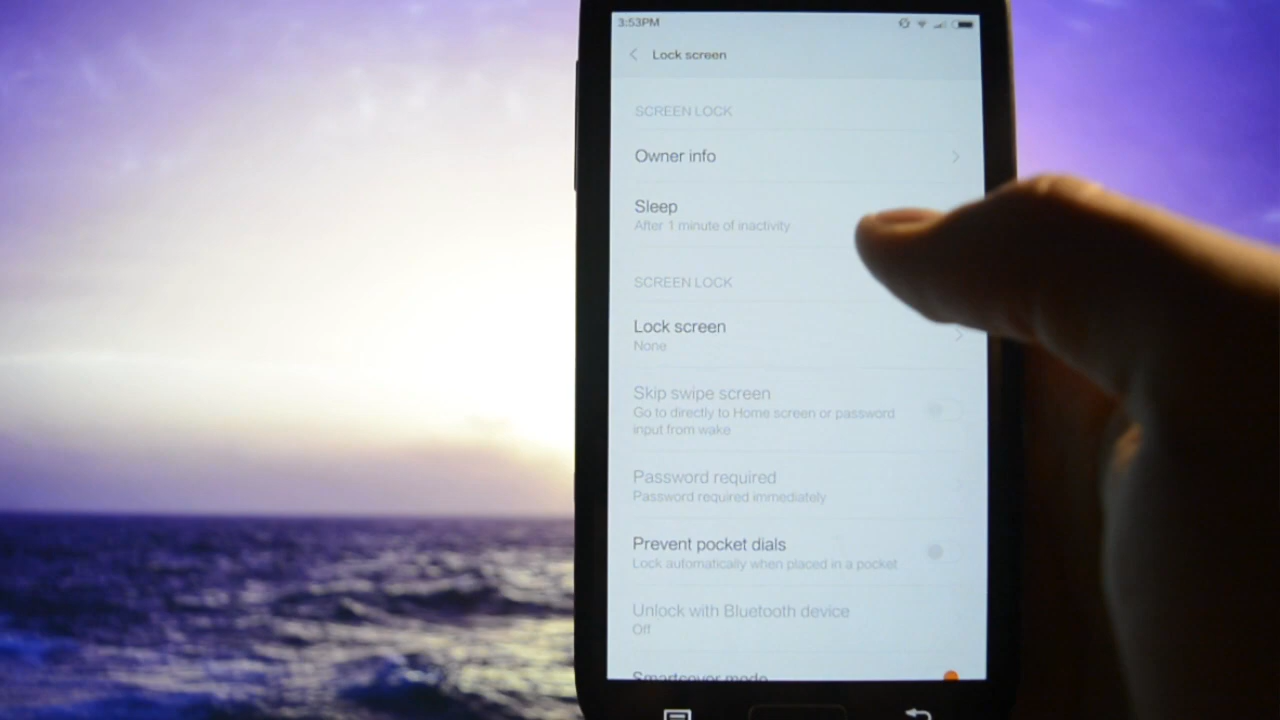 3:53PM
Lock screen
SCREEN LOCK
Owner info
Sleep
After 1 minute of inactivity
SCREEN LOCK
Lock screen
None
Skip swipe screen
Go to directly to Home screen or password
input from wake
Password required
Password required immediately
Prevent pocket dials
Lock automatically when placed in a pocket
Unlock with Bluetooth device
Off
Smartcover mode